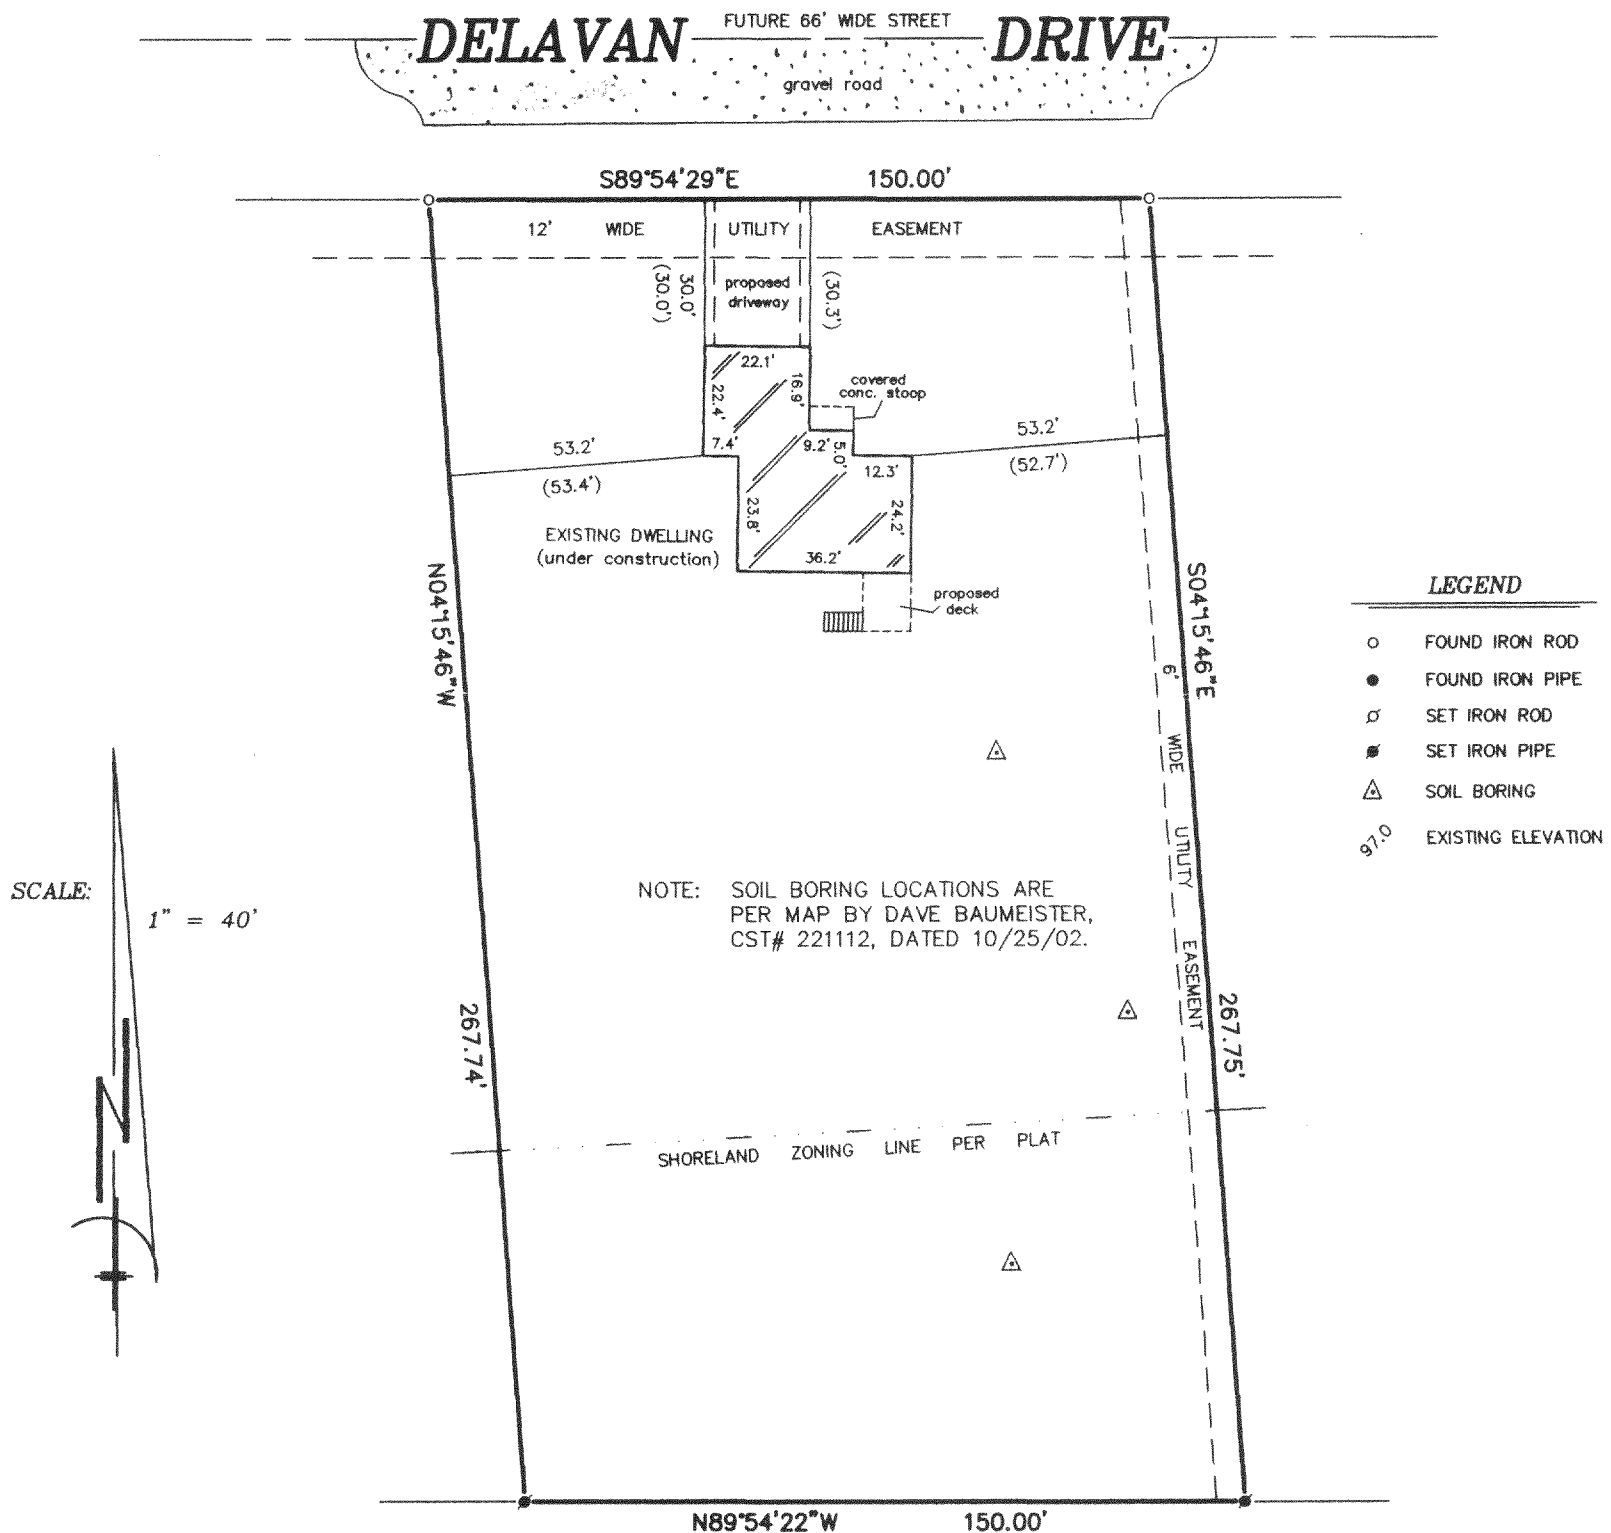 FUTURE 66' WIDE STREET
DELAVAN DRIVE
gravel road
S89°54'29"E 150.00'
12' WIDE UTILITY EASEMENT
(30.0')
30.0'
proposed
driveway
(30.3')
22.1'
22.4'
16.9'
covered
conc. stoop
7.4'
9.2'
5.0'
12.3'
53.2'
(53.4')
53.2'
(52.7')
23.8'
24.2'
36.2'
EXISTING DWELLING
(under construction)
proposed
deck
N04°15'46"W
267.74'
S04°15'46"E
267.75'
6' WIDE UTILITY EASEMENT
LEGEND
FOUND IRON ROD
FOUND IRON PIPE
SET IRON ROD
SET IRON PIPE
SOIL BORING
97.0 EXISTING ELEVATION
SCALE:
1" = 40'
N
NOTE: SOIL BORING LOCATIONS ARE
PER MAP BY DAVE BAUMEISTER,
CST# 221112, DATED 10/25/02.
SHORELAND ZONING LINE PER PLAT
N89°54'22"W 150.00'